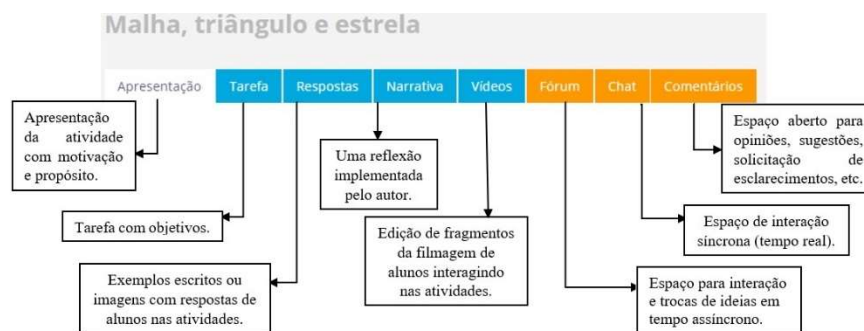 Malha, triângulo e estrela
Apresentação Tarefa Respostas Narrativa Vídeos Fórum Chat Comentários
Apresentação
da atividade
com motivação
e propósito.
Tarefa com objetivos.
Exemplos escritos ou
imagens com respostas de
alunos nas atividades.
Uma reflexão
implementada
pelo autor.
Edição de fragmentos
da filmagem de
alunos interagindo
nas atividades.
Espaço aberto para
opiniões, sugestões,
solicitação de
esclarecimentos, etc.
Espaço de interação
síncrona (tempo real).
Espaço para interação
e trocas de ideias em
tempo assíncrono.